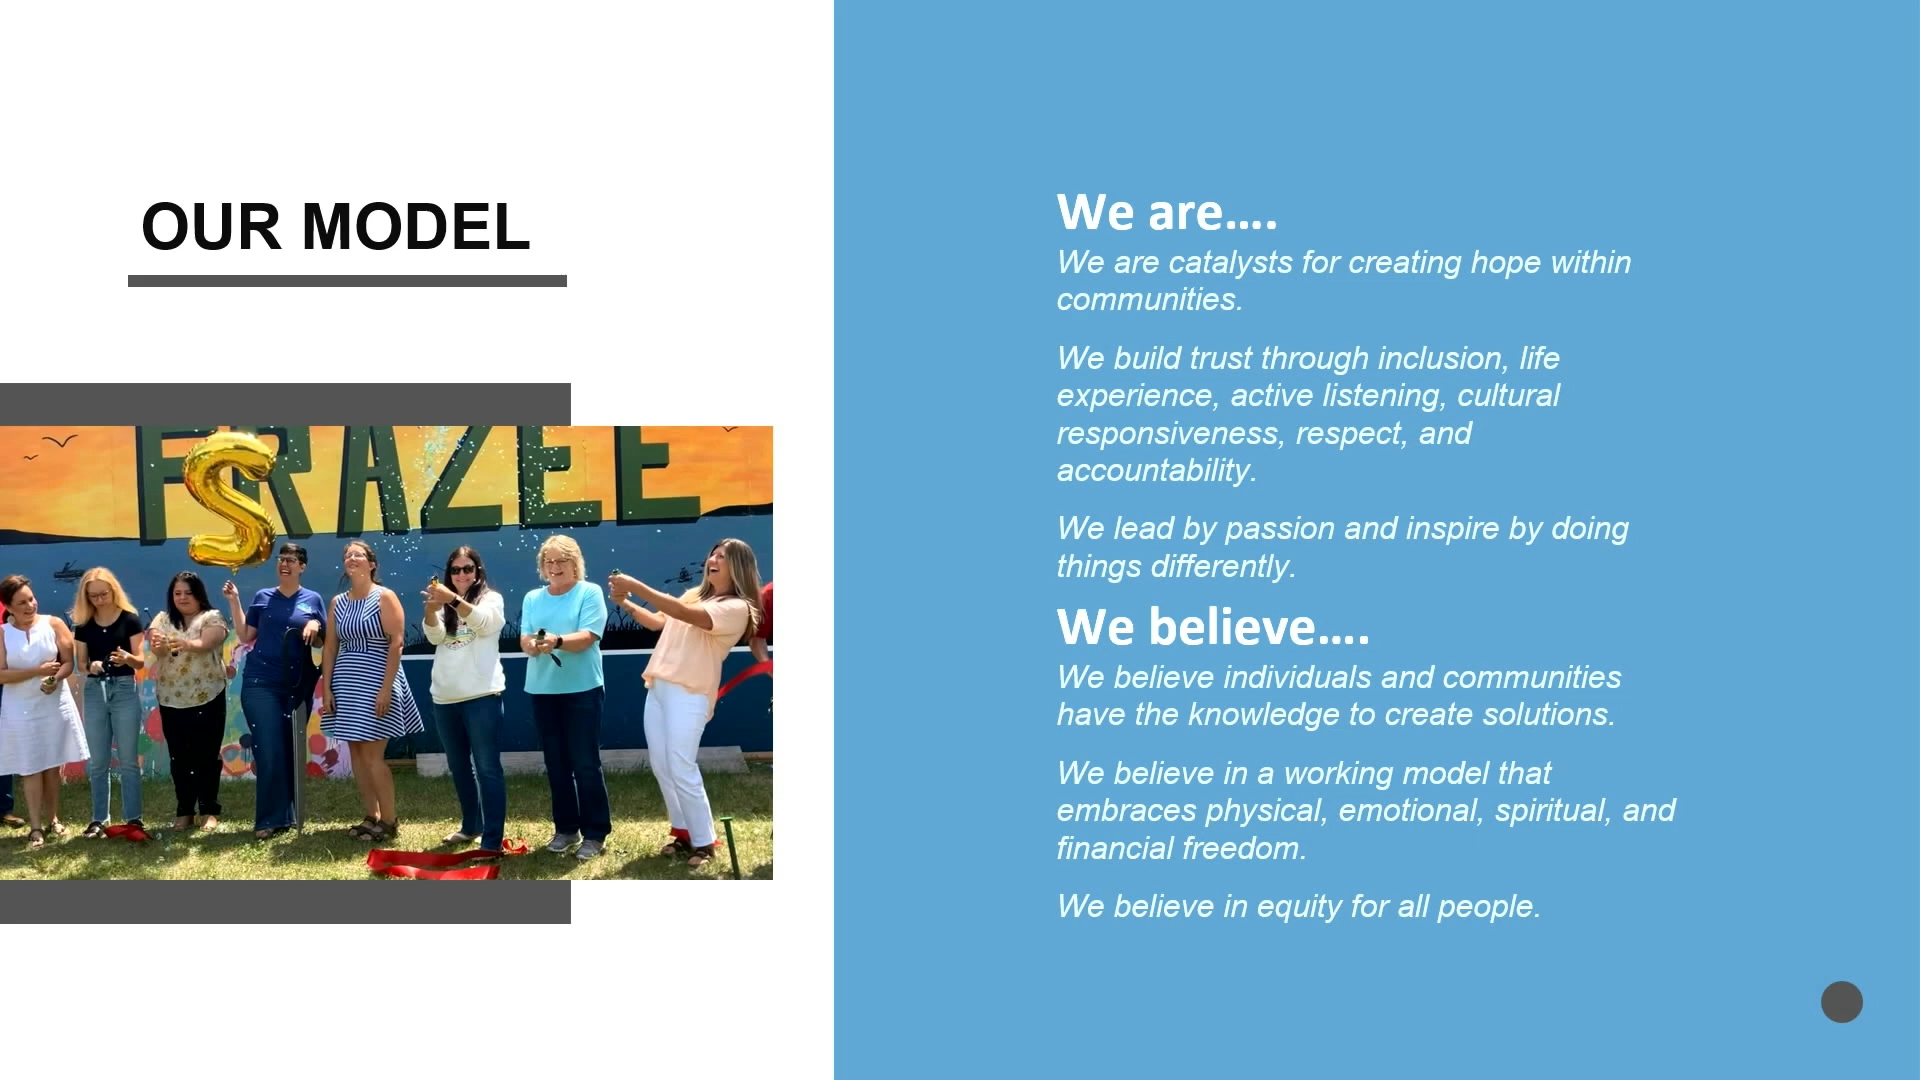 OUR MODEL
FRAZEE
S
We are....
We are catalysts for creating hope within
communities.
We build trust through inclusion, life
experience, active listening, cultural
responsiveness, respect, and
accountability.
We lead by passion and inspire by doing
things differently.
We believe....
We believe individuals and communities
have the knowledge to create solutions.
We believe in a working model that
embraces physical, emotional, spiritual, and
financial freedom.
We believe in equity for all people.